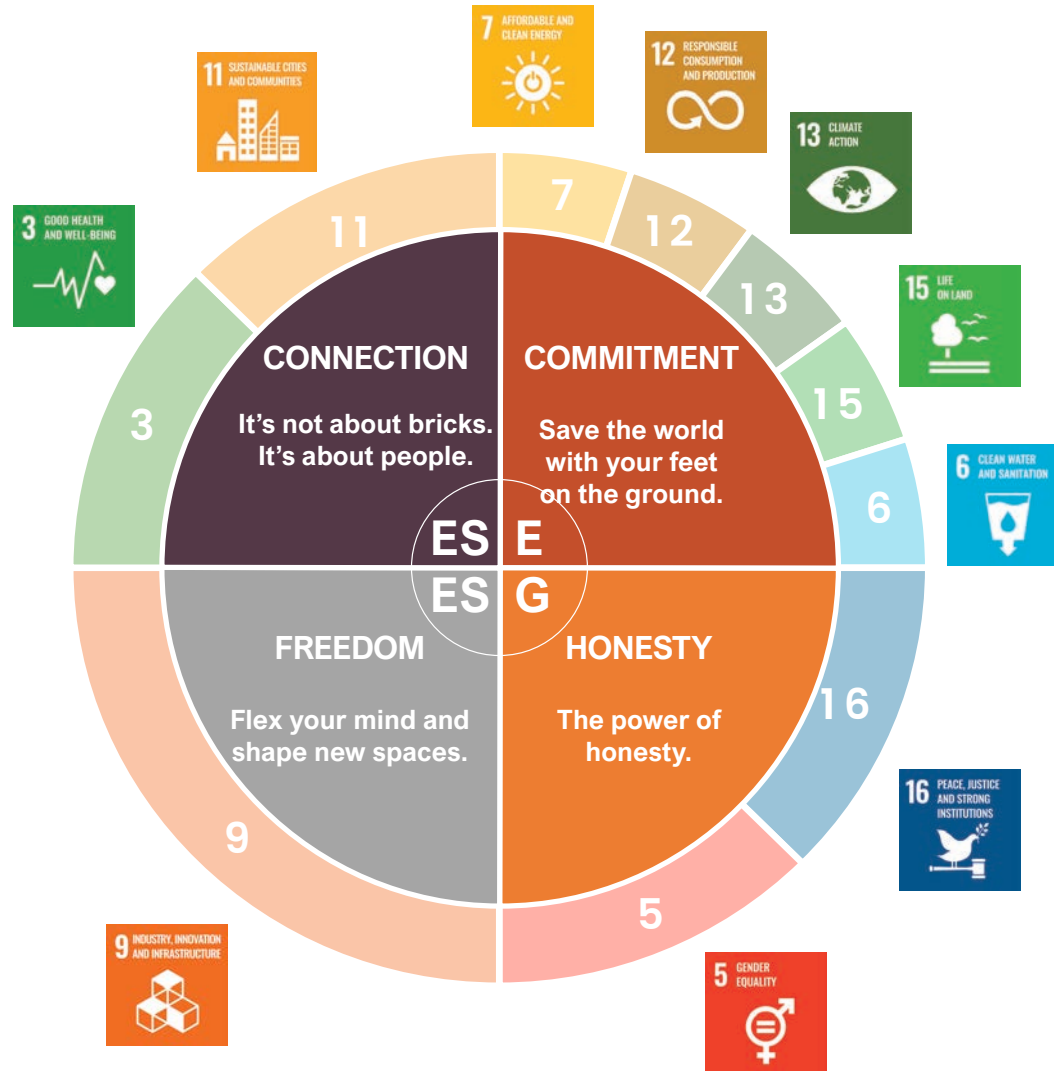 7 AFFORDABLE AND
CLEAN ENERGY
12 RESPONSIBLE
CONSUMPTION
AND PRODUCTION
11 SUSTAINABLE CITIES
AND COMMUNITIES
13 CLIMATE
ACTION
3 GOOD HEALTH
AND WELL-BEING
15 LIFE
ON LAND
6 CLEAN WATER
AND SANITATION
16 PEACE, JUSTICE
AND STRONG
INSTITUTIONS
5 GENDER
EQUALITY
9 INDUSTRY, INNOVATION
AND INFRASTRUCTURE
11
7
12
13
15
6
3
16
5
9
CONNECTION
It's not about bricks.
It's about people.
ES
COMMITMENT
Save the world
with your feet
on the ground.
E
ES
FREEDOM
Flex your mind and
shape new spaces.
G
HONESTY
The power of
honesty.